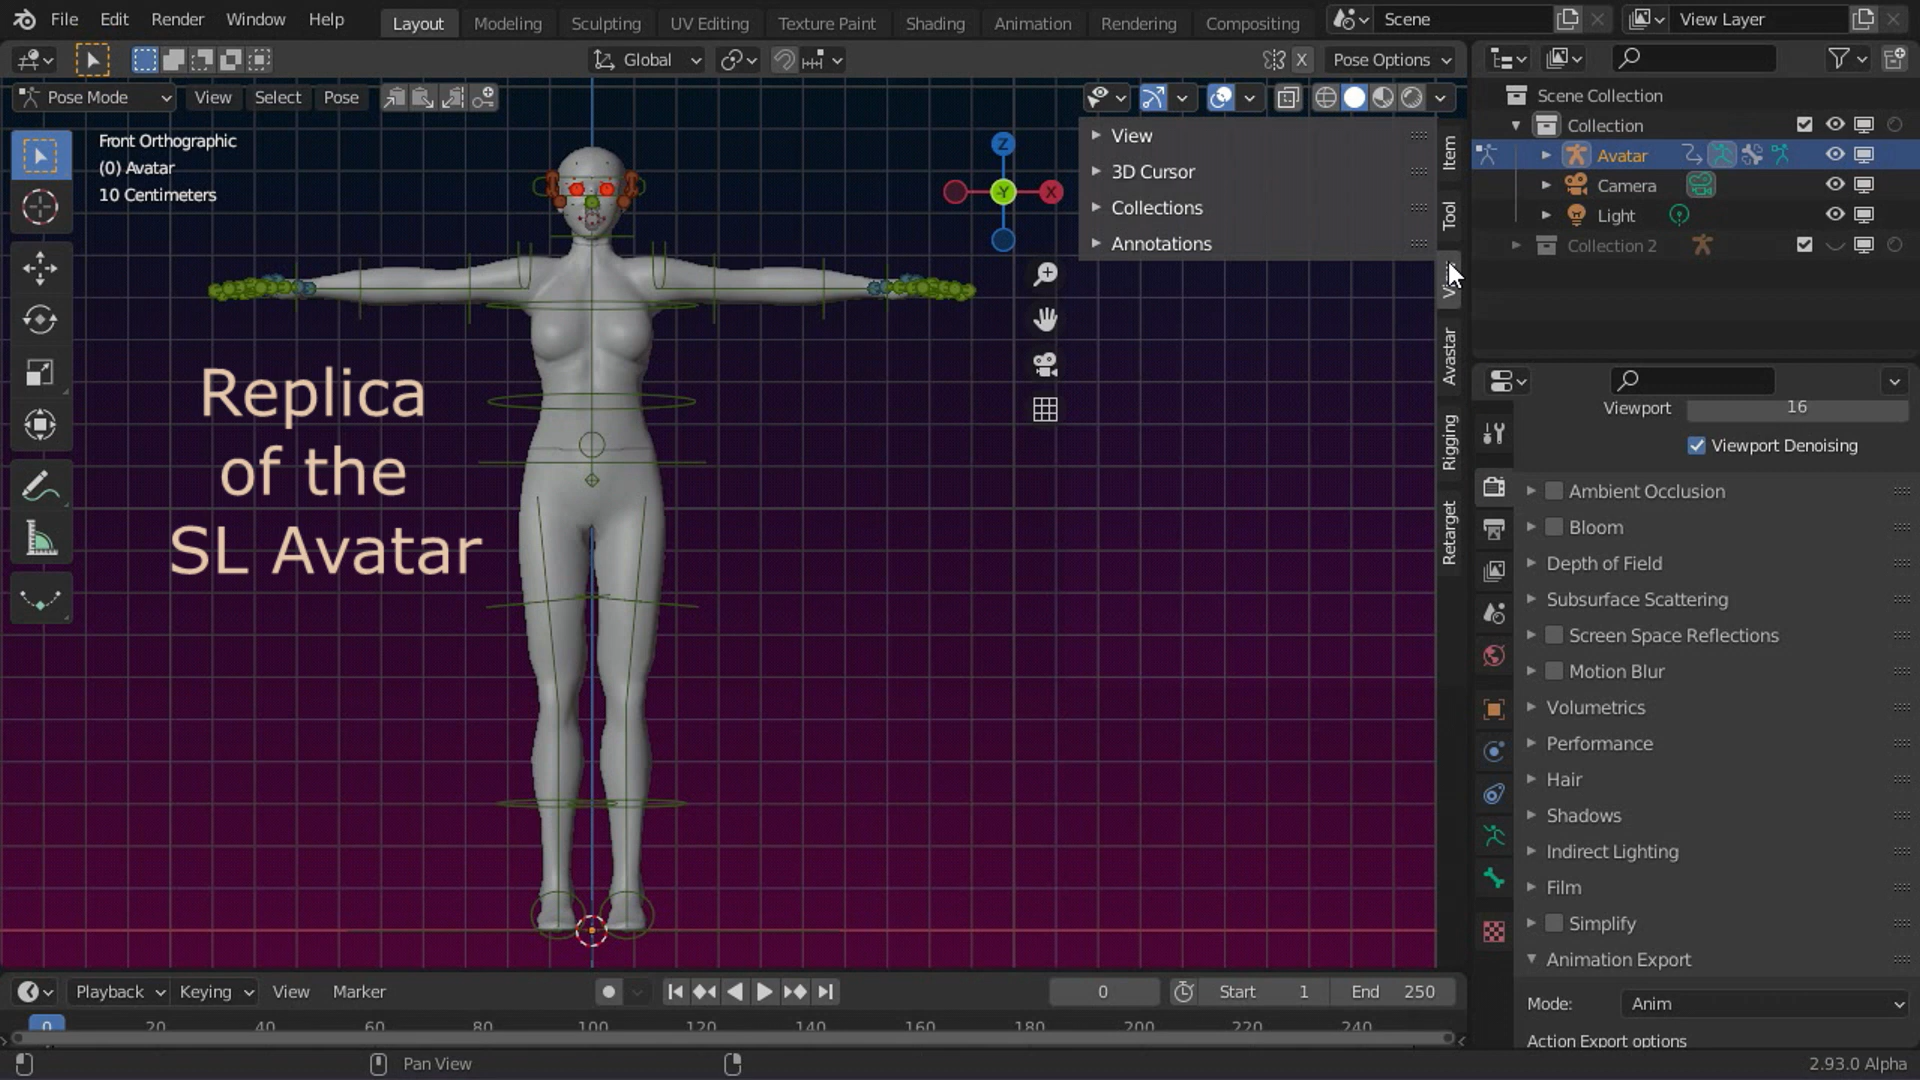 File Edit Render Window Help Layout Modeling Sculpting UV Editing Texture Paint Shading Animation Rendering Compositing Scene View Layer
Global X Pose Options
Pose Mode View Select Pose
Front Orthographic
(0) Avatar
10 Centimeters
Z
Y
X
View
3D Cursor
Collections
Annotations
Item
Tool
Avastar
Rigging
Retarget
Replica
of the
SL Avatar
Scene Collection
Collection
Avatar
Camera
Light
Collection 2
Viewport 16
Viewport Denoising
Ambient Occlusion
Bloom
Depth of Field
Subsurface Scattering
Screen Space Reflections
Motion Blur
Volumetrics
Performance
Hair
Shadows
Indirect Lighting
Film
Simplify
Animation Export
Mode: Anim
Action Export options
Playback Keying View Marker 0 Start 1 End 250
0 20 40 60 80 100 120 140 160 180 200 220 240
Pan View 2.93.0 Alpha